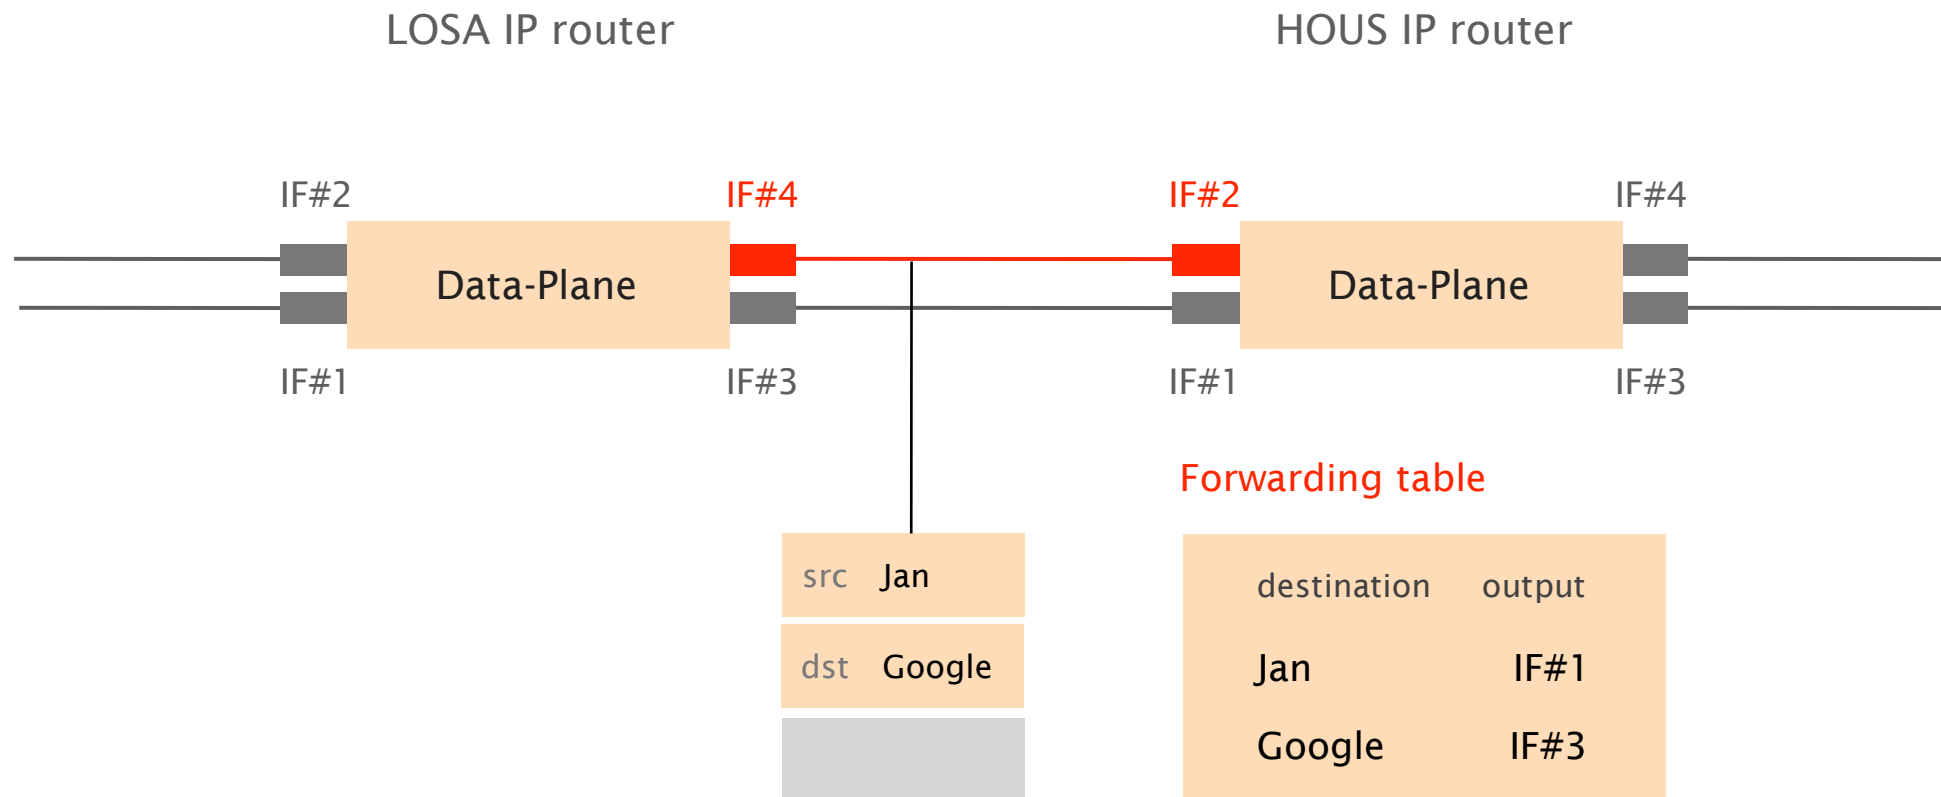 LOSA IP router
HOUS IP router
IF#2
IF#4
IF#2
IF#4
Data-Plane
Data-Plane
IF#1
IF#3
IF#1
IF#3
Forwarding table
src Jan
dst Google
destination output
Jan IF#1
Google IF#3